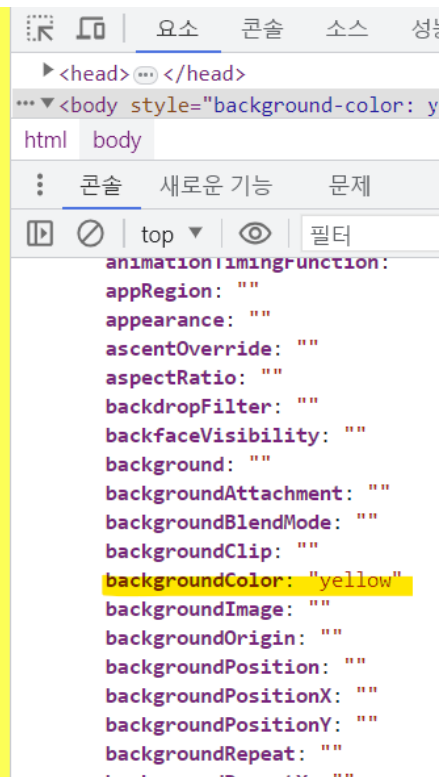 요소 콘솔 소스
<head> </head>
<body style="background-color: y
html body
콘솔 새로운 기능 문제
top 필터
animationTimingFunction:
appRegion: ""
appearance: ""
ascentOverride: ""
aspectRatio: ""
backdropFilter: ""
backfaceVisibility: ""
background: ""
backgroundAttachment: ""
backgroundBlendMode: ""
backgroundClip: ""
backgroundColor: "yellow"
backgroundImage: ""
backgroundOrigin: ""
backgroundPosition: ""
backgroundPositionX: ""
backgroundPositionY: ""
backgroundRepeat: ""